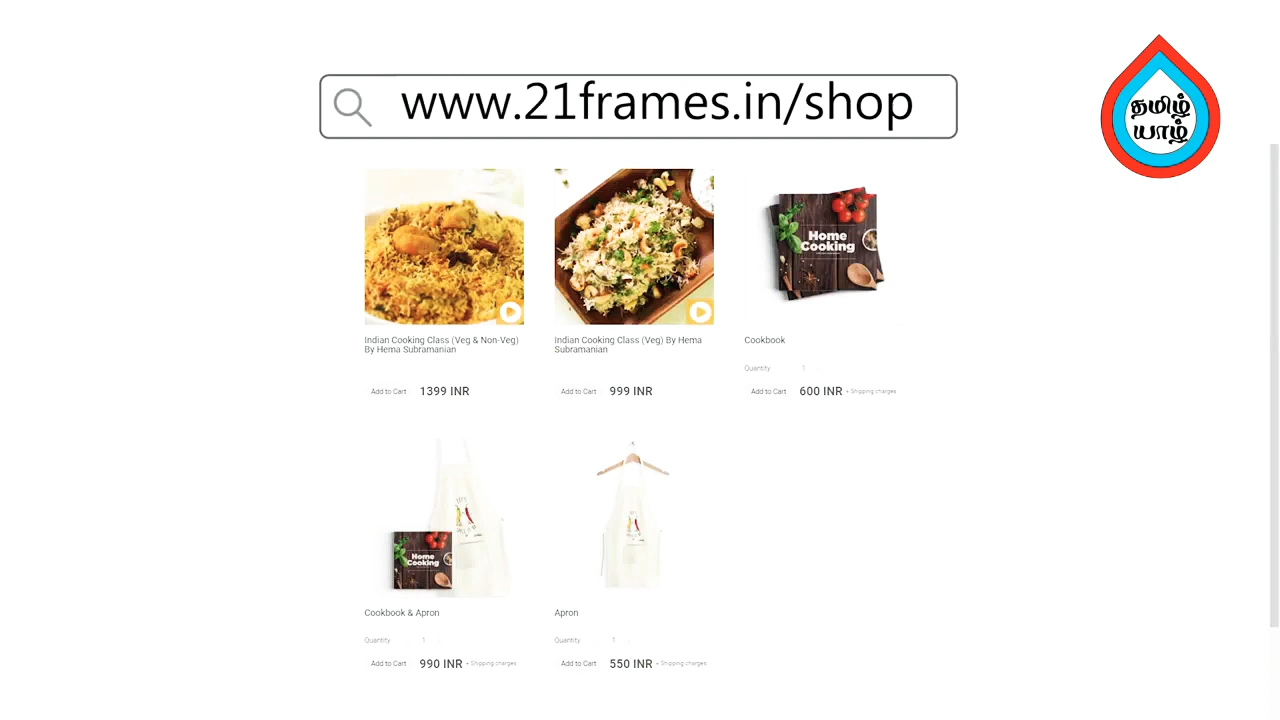 www.21frames.in/shop
தமிழ்
யாழ்
Home
Cooking
Indian Cooking Class (Veg & Non-Veg)
By Hema Subramanian
Indian Cooking Class (Veg) By Hema
Subramanian
Cookbook
Quantity 1
Add to Cart 1399 INR
Add to Cart 999 INR
Add to Cart 600 INR + Shipping charges
Home
Cooking
Cookbook & Apron
Apron
Quantity 1
Quantity 1
Add to Cart 990 INR + Shipping charges
Add to Cart 550 INR + Shipping charges